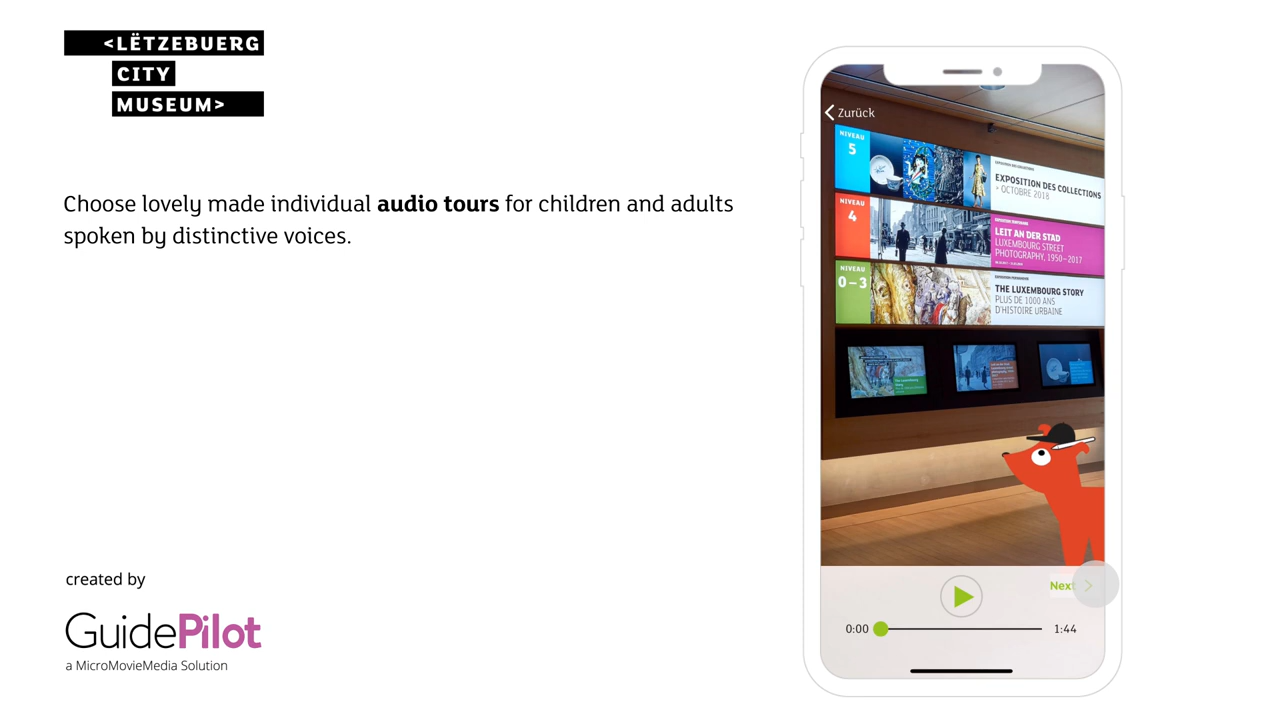 <LËTZEBUERG
CITY
MUSEUM>
Choose lovely made individual audio tours for children and adults
spoken by distinctive voices.
created by
GuidePilot
a MicroMovieMedia Solution
Zurück
NIVEAU
5
EXPOSITION DES COLLECTIONS
> OCTOBRE 2018
NIVEAU
4
LEIT AN DER STAD
LUXEMBOURG STREET
PHOTOGRAPHY, 1950–2017
NIVEAU
0–3
THE LUXEMBOURG STORY
PLUS DE 1000 ANS
D'HISTOIRE URBAINE
Next
0:00
1:44